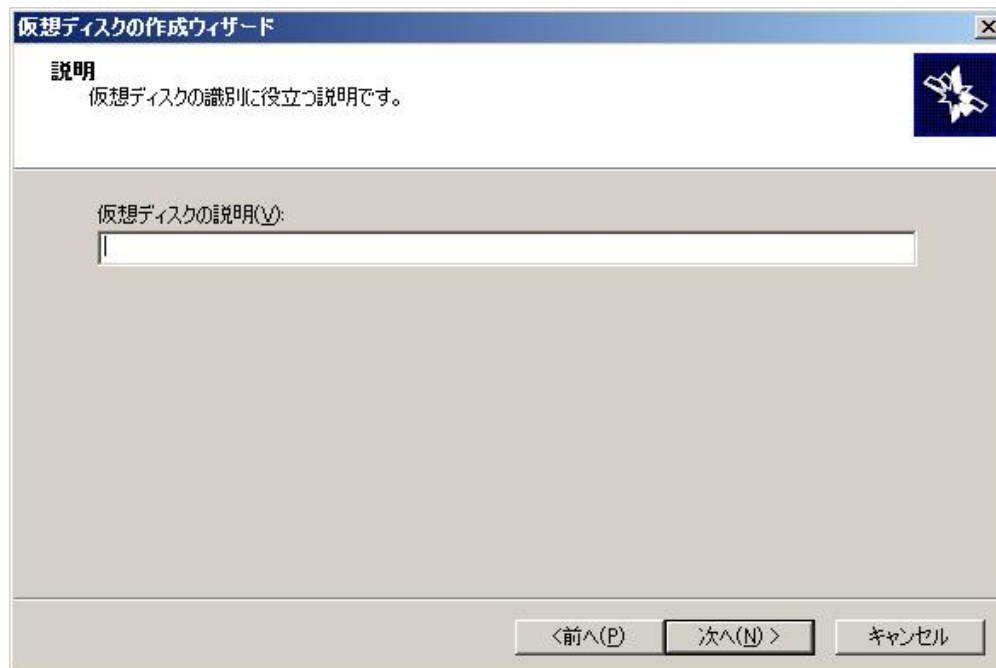 仮想ディスクの作成ウィザード
説明
仮想ディスクの識別に役立つ説明です。
仮想ディスクの説明(V):
<前へ(P)
次へ(N) >
キャンセル